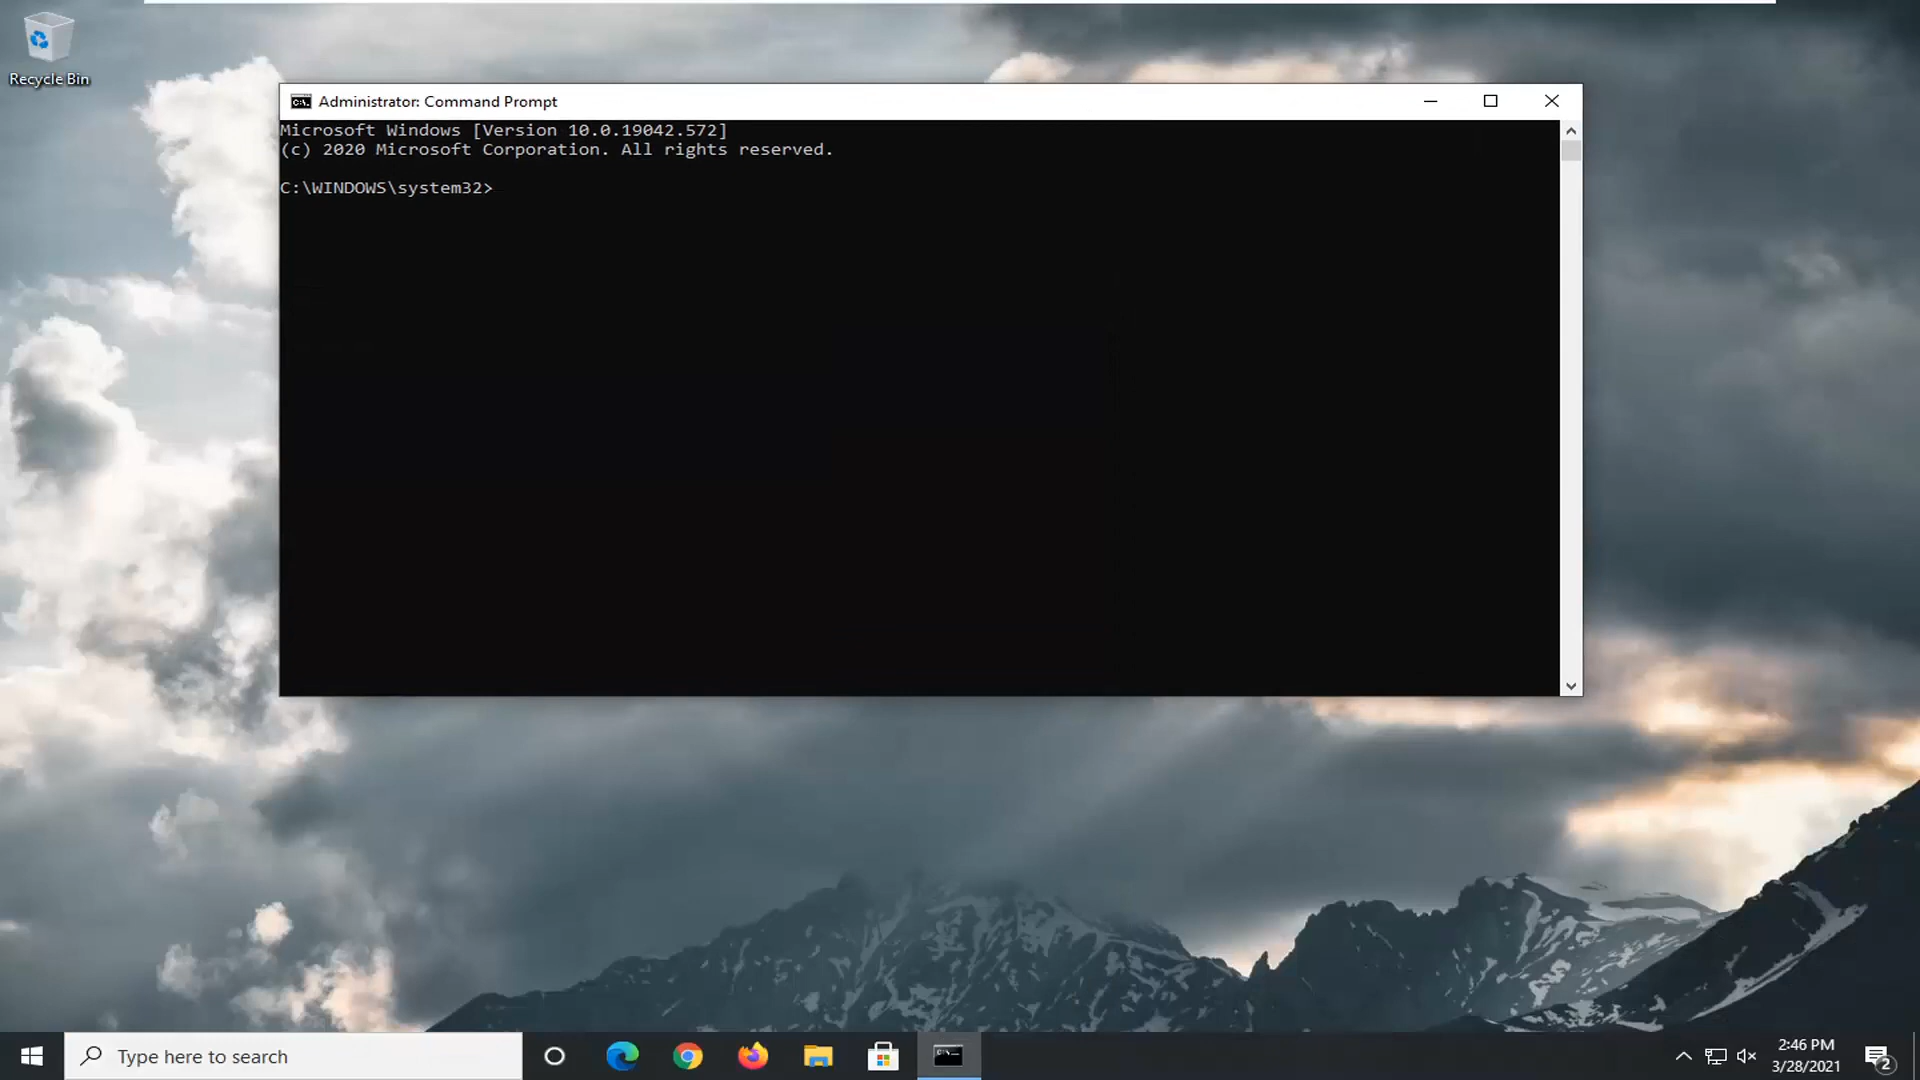 Recycle Bin
Administrator: Command Prompt
Microsoft Windows [Version 10.0.19042.572]
(c) 2020 Microsoft Corporation. All rights reserved.
C:\WINDOWS\system32>
Type here to search
2:46 PM
3/28/2021
2